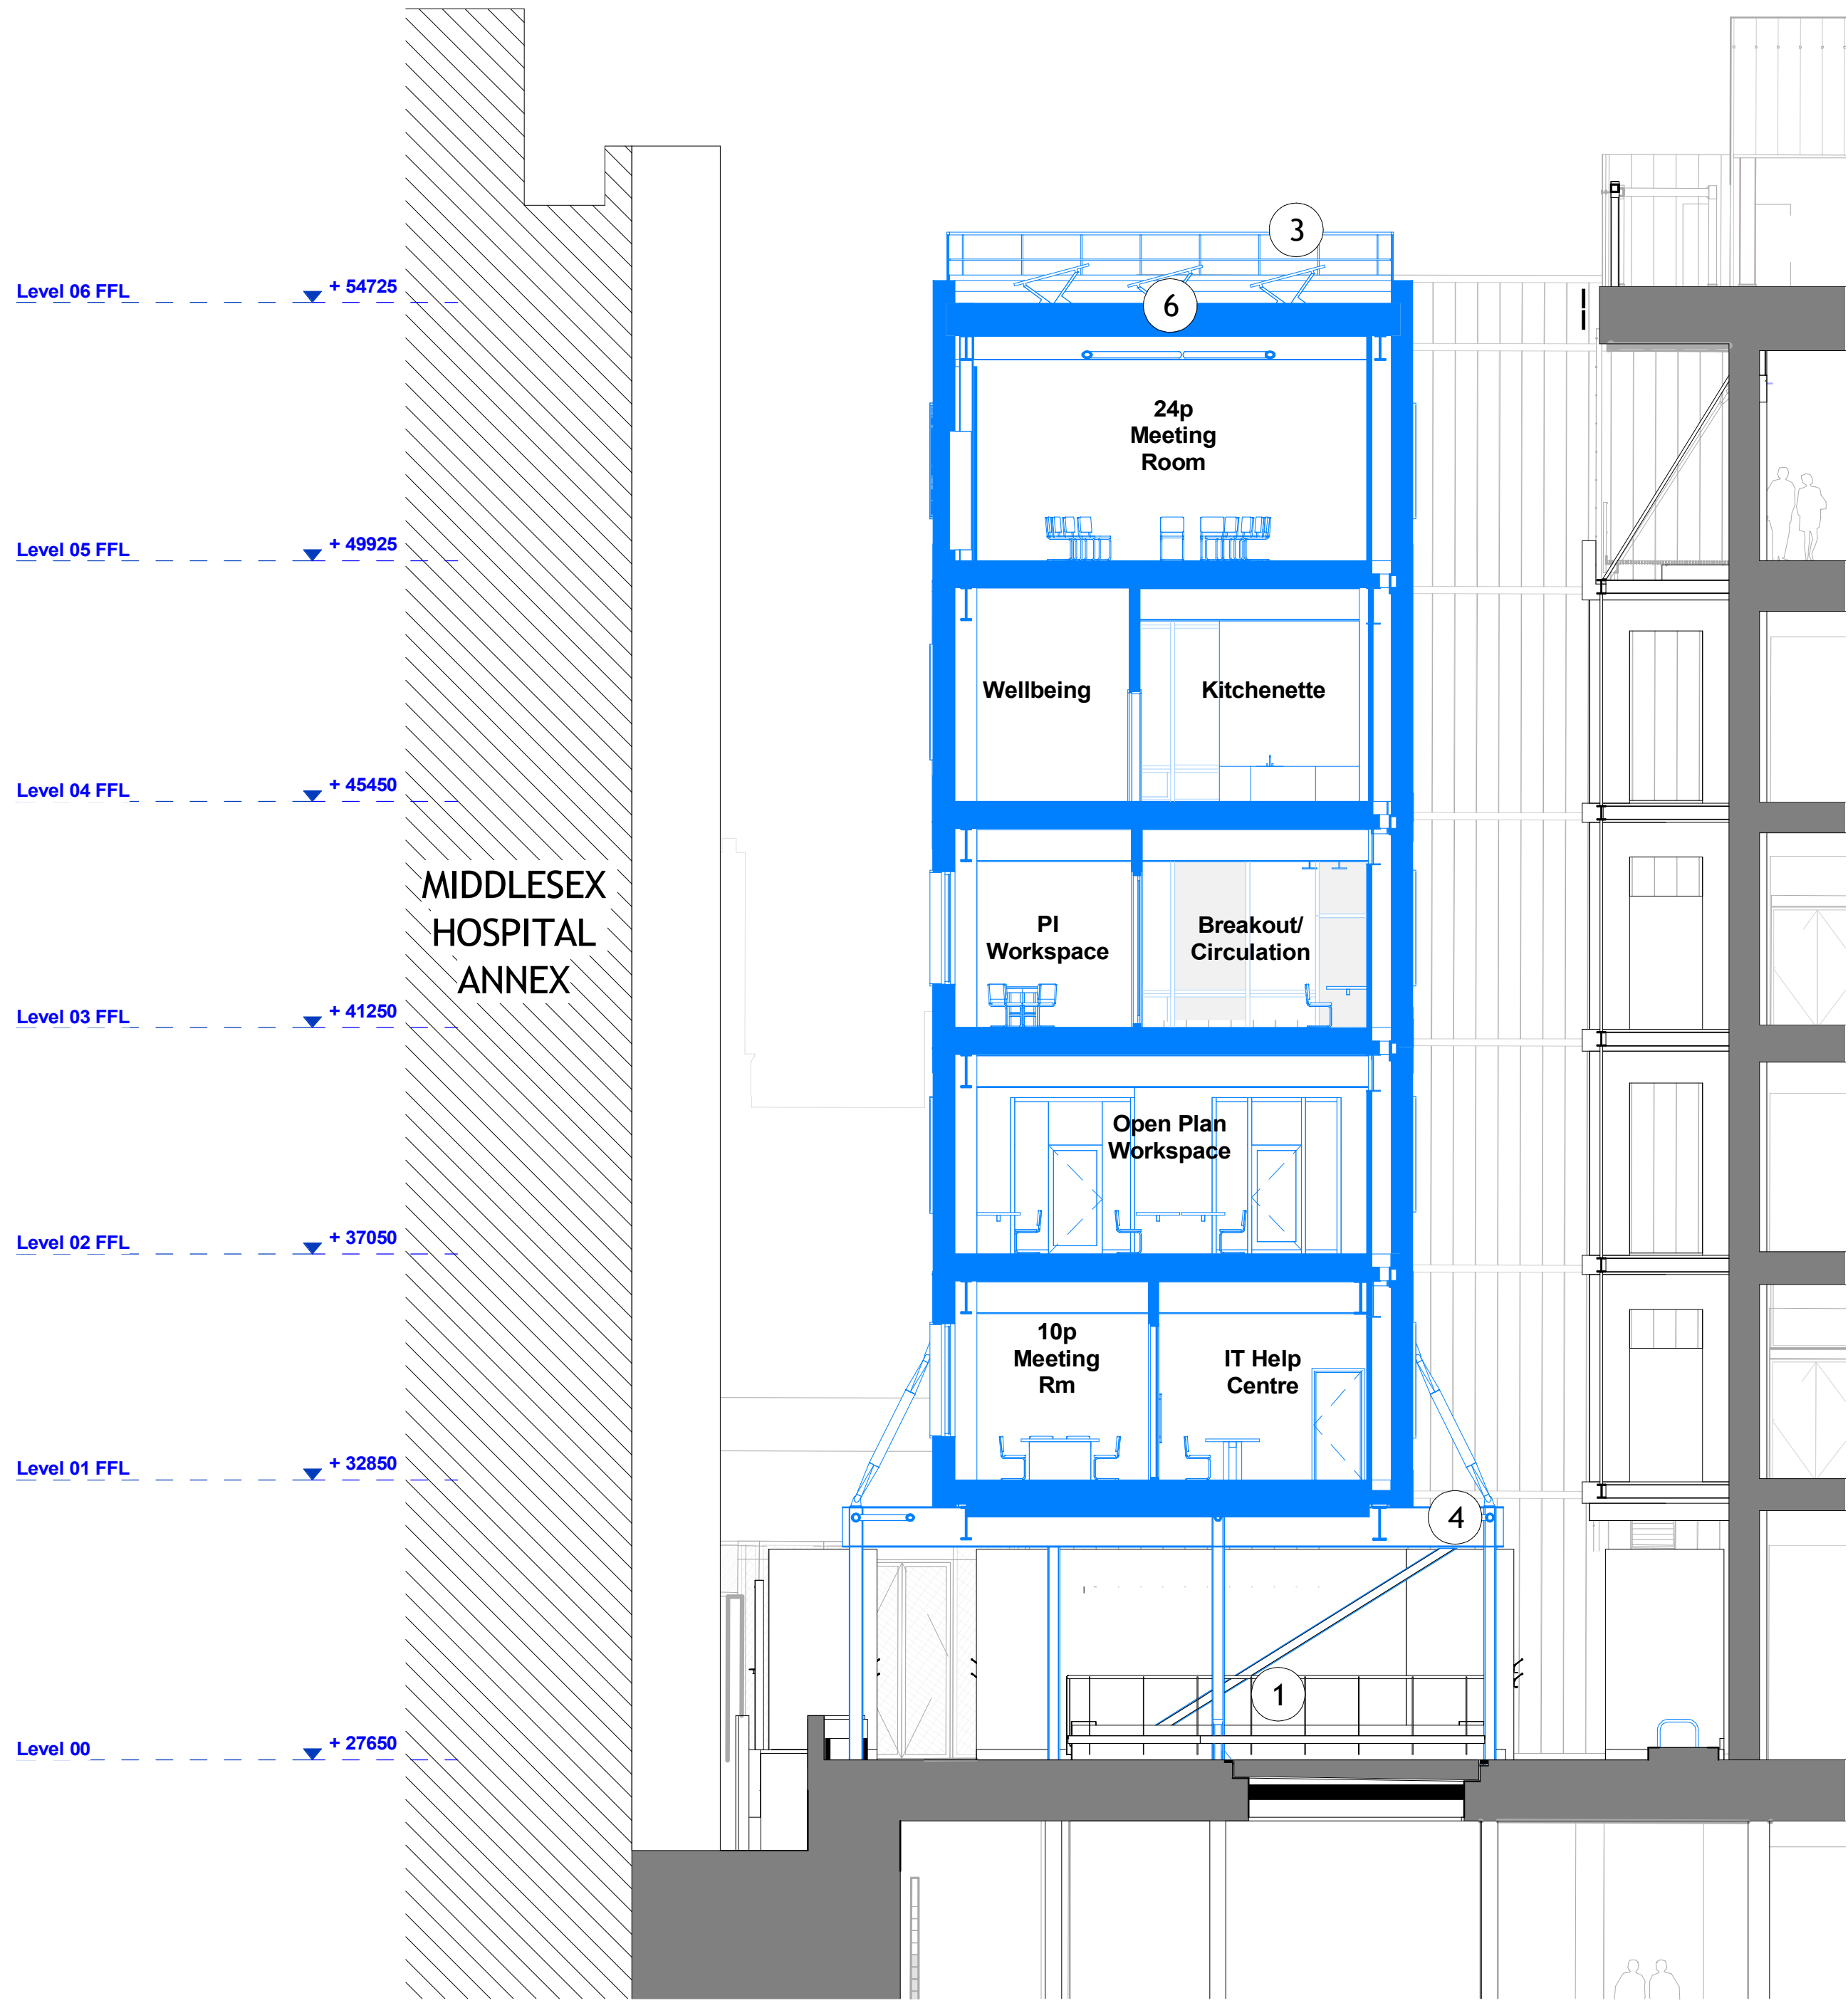 3
Level 06 FFL
+ 54725
6
24p
Meeting
Room
Level 05 FFL
+ 49925
Wellbeing
Kitchenette
Level 04 FFL
+ 45450
MIDDLESEX
HOSPITAL
ANNEX
PI
Workspace
Breakout/
Circulation
Level 03 FFL
+ 41250
Open Plan
Workspace
Level 02 FFL
+ 37050
10p
Meeting
Rm
IT Help
Centre
Level 01 FFL
+ 32850
4
1
Level 00
+ 27650